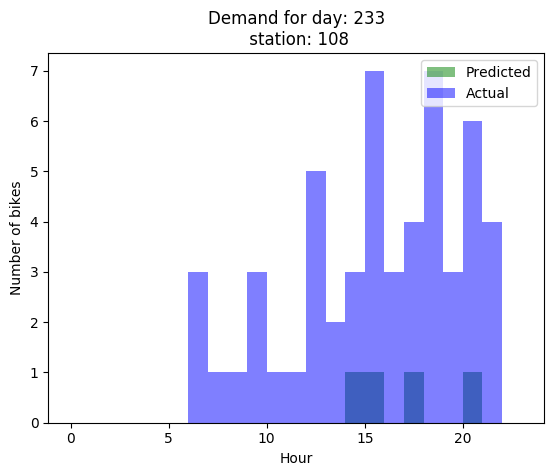 Demand for day: 233
station: 108
Predicted
Actual
7
6
5
4
3
2
1
0
Number of bikes
0 5 10 15 20
Hour